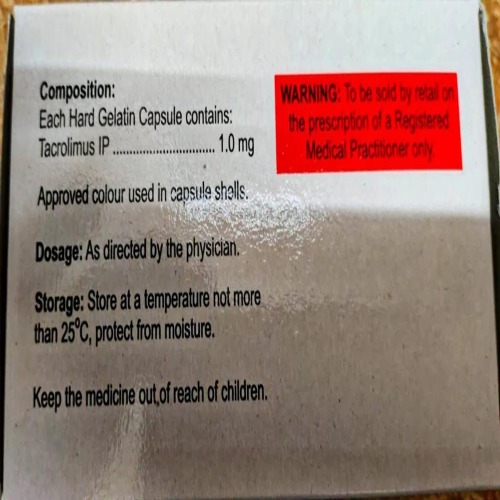 Composition:
Each Hard Gelatin Capsule contains:
Tacrolimus IP ............................... 1.0 mg
WARNING: To be sold by retail on
the prescription of a Registered
Medical Practitioner only.
Approved colour used in capsule shells.
Dosage: As directed by the physician.
Storage: Store at a temperature not more
than 25°C, protect from moisture.
Keep the medicine out of reach of children.